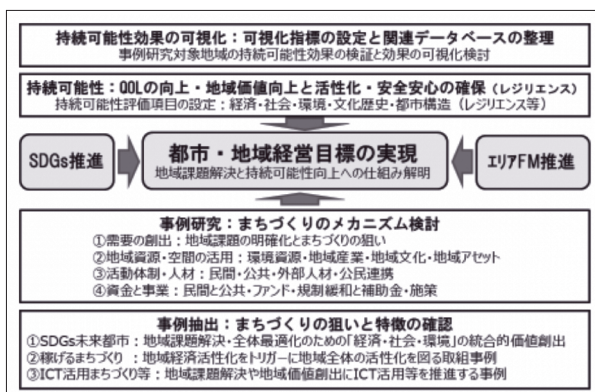 持続可能性効果の可視化：可視化指標の設定と関連データベースの整理
事例研究対象地域の持続可能性効果の検証と効果の可視化検討
持続可能性：QOLの向上・地域価値向上と活性化・安全安心の確保（レジリエンス）
持続可能性評価項目の設定：経済・社会・環境・文化歴史・都市構造（レジリエンス等）
SDGs推進
都市・地域経営目標の実現
地域課題解決と持続可能性向上への仕組み解明
エリアFM推進
事例研究：まちづくりのメカニズム検討
①需要の創出：地域課題の明確化とまちづくりの狙い
②地域資源・空間の活用：環境資源・地域産業・地域文化・地域アセット
③活動体制・人材：民間・公共・外部人材・公民連携
④資金と事業：民間と公共・ファンド・規制緩和と補助金・施策
事例抽出：まちづくりの狙いと特徴の確認
①SDGs未来都市：地域課題解決・全体最適化のための「経済・社会・環境」の統合的価値創出
②稼げるまちづくり：地域経済活性化をトリガーに地域全体の活性化を図る取組事例
③ICT活用まちづくり等：地域課題解決や地域価値創出にICT活用等を推進する事例